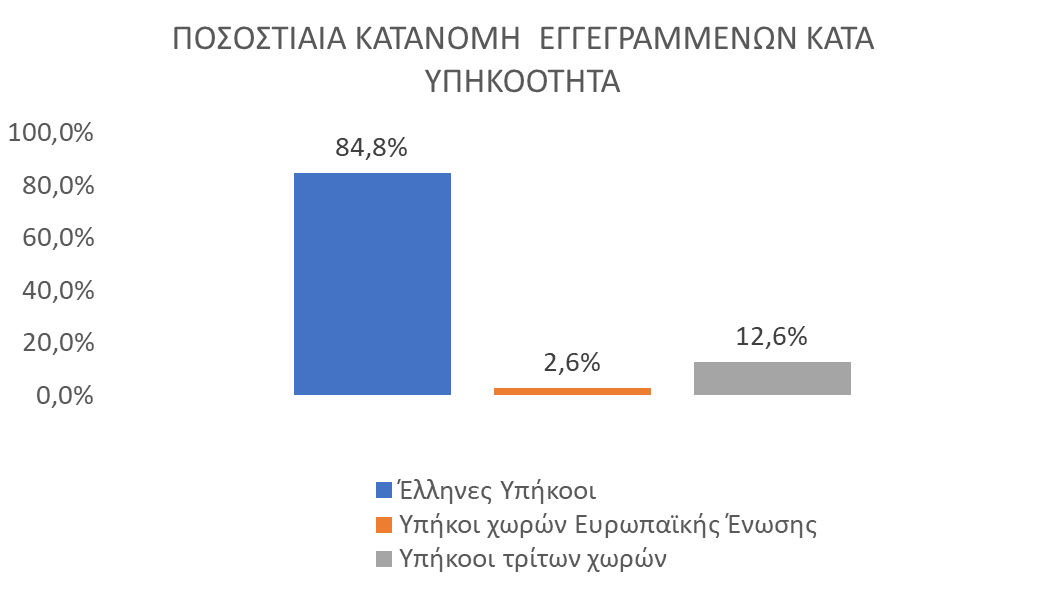 ΠΟΣΟΣΤΙΑΙΑ ΚΑΤΑΝΟΜΗ  ΕΓΓΕΓΡΑΜΜΕΝΩΝ ΚΑΤΑ
ΥΠΗΚΟΟΤΗΤΑ
100,0%
80,0%
60,0%
40,0%
20,0%
0,0%
84,8%
2,6%
12,6%
Έλληνες Υπήκοοι
Υπήκοι χωρών Ευρωπαϊκής Ένωσης
Υπήκοοι τρίτων χωρών